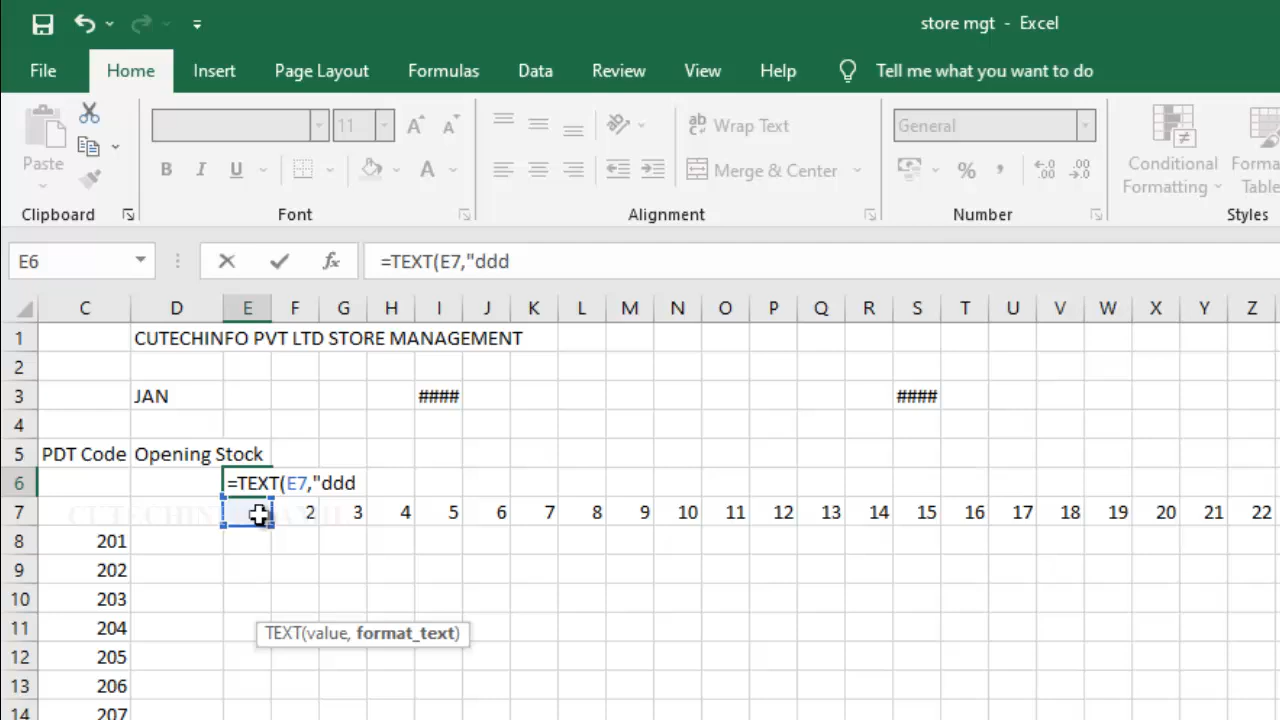 store mgt - Excel
File Home Insert Page Layout Formulas Data Review View Help Tell me what you want to do
Paste
Clipboard
11
B I U A
Font
Wrap Text
Merge & Center
Alignment
General
%
Number
Conditional Formatting
Styles
E6
=TEXT(E7,"ddd
C D E F G H I J K L M N O P Q R S T U V W X Y Z
1 CUTECHINFO PVT LTD STORE MANAGEMENT
2
3 JAN #### ####
4
5 PDT Code Opening Stock
6 =TEXT(E7,"ddd
7 2 3 4 5 6 7 8 9 10 11 12 13 14 15 16 17 18 19 20 21 22
8 201
9 202
10 203
11 204
TEXT(value, format_text)
12 205
13 206
14 207